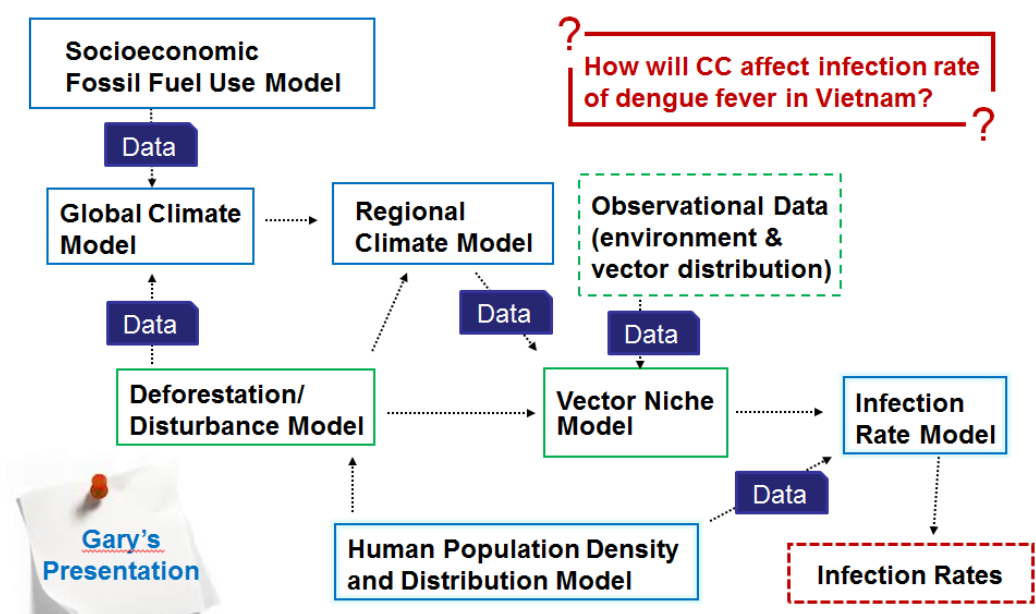 Socioeconomic
Fossil Fuel Use Model
?
How will CC affect infection rate
of dengue fever in Vietnam?
?
Data
Global Climate
Model
Regional
Climate Model
Observational Data
(environment &
vector distribution)
Data
Data
Data
Deforestation/
Disturbance Model
Vector Niche
Model
Infection
Rate Model
Data
Gary's
Presentation
Human Population Density
and Distribution Model
Infection Rates